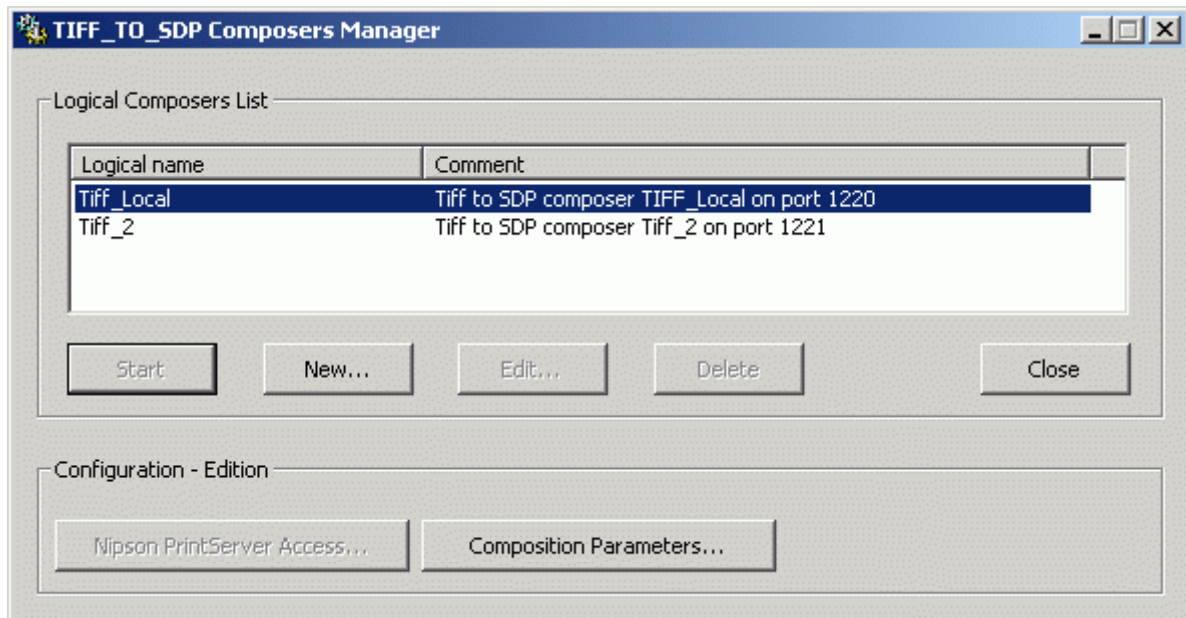 TIFF_TO_SDP Composers Manager
Logical Composers List
Logical name Comment
Tiff_Local Tiff to SDP composer TIFF_Local on port 1220
Tiff_2 Tiff to SDP composer Tiff_2 on port 1221
Start New... Edit... Delete Close
Configuration - Edition
Nipson PrintServer Access... Composition Parameters...